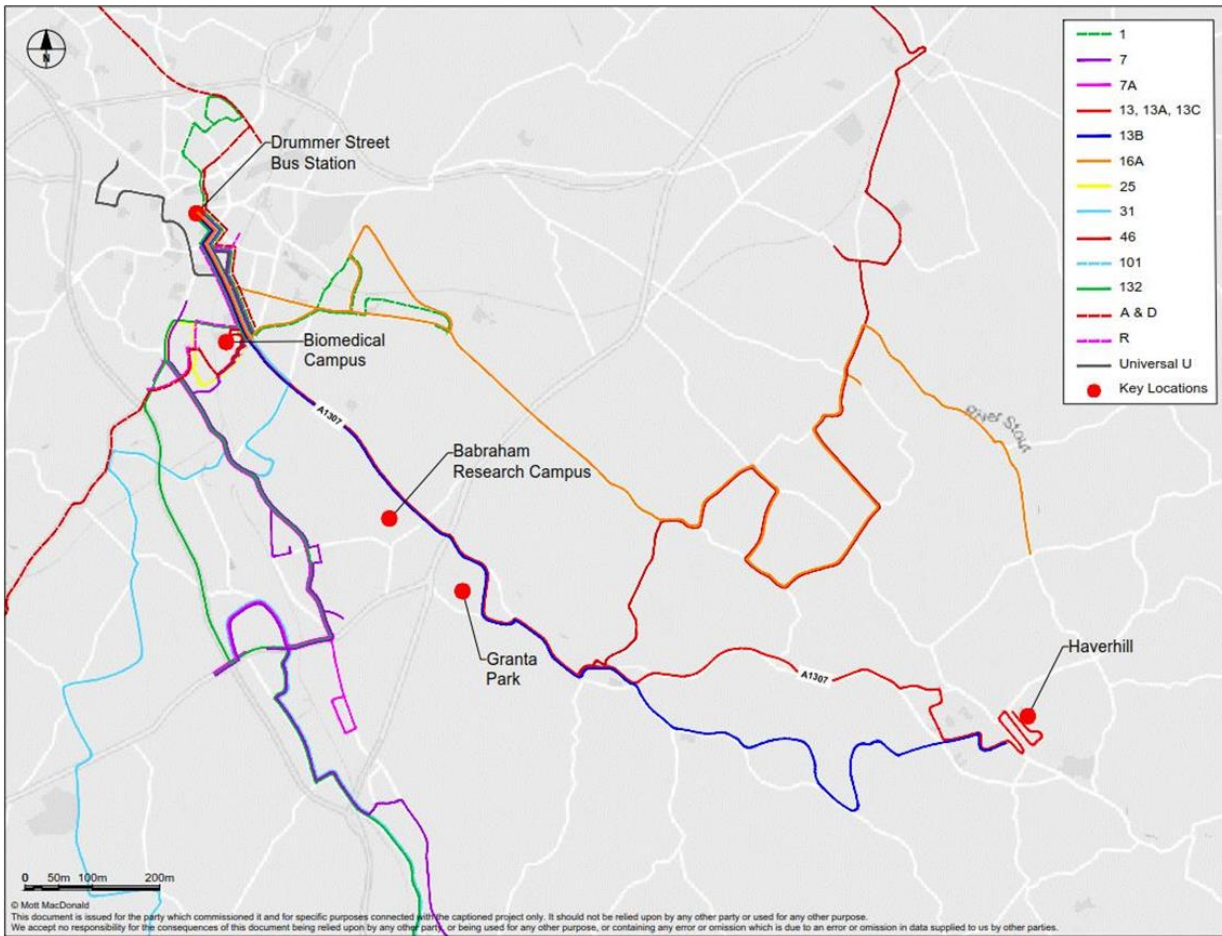 N
Drummer Street
Bus Station
Biomedical
Campus
A1307
Babraham
Research Campus
Granta
Park
River Stour
A1307
Haverhill
1
7
7A
13, 13A, 13C
13B
16A
25
31
46
101
132
A & D
R
Universal U
Key Locations
0 50m 100m 200m
© Mott MacDonald
This document is issued for the party which commissioned it and for specific purposes connected with the captioned project only. It should not be relied upon by any other party or used for any other purpose.
We accept no responsibility for the consequences of this document being relied upon by any other party, or being used for any other purpose, or containing any error or omission which is due to an error or omission in data supplied to us by other parties.